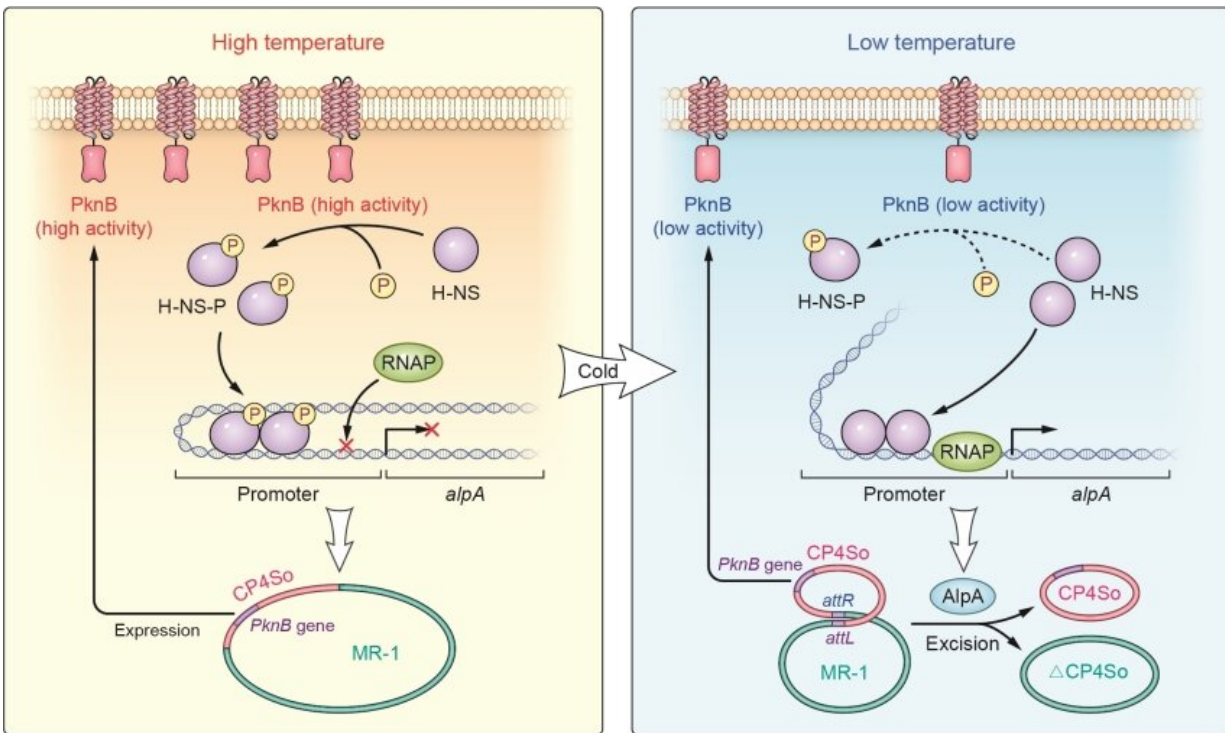 High temperature
PknB
(high activity)
PknB (high activity)
P
P
P
H-NS-P
H-NS
RNAP
P
P
Promoter
alpA
CP4So
PknB gene
Expression
MR-1
Cold
Low temperature
PknB
(low activity)
PknB (low activity)
P
P
H-NS-P
H-NS
RNAP
Promoter
alpA
CP4So
PknB gene
attR
attL
MR-1
AlpA
Excision
CP4So
△CP4So